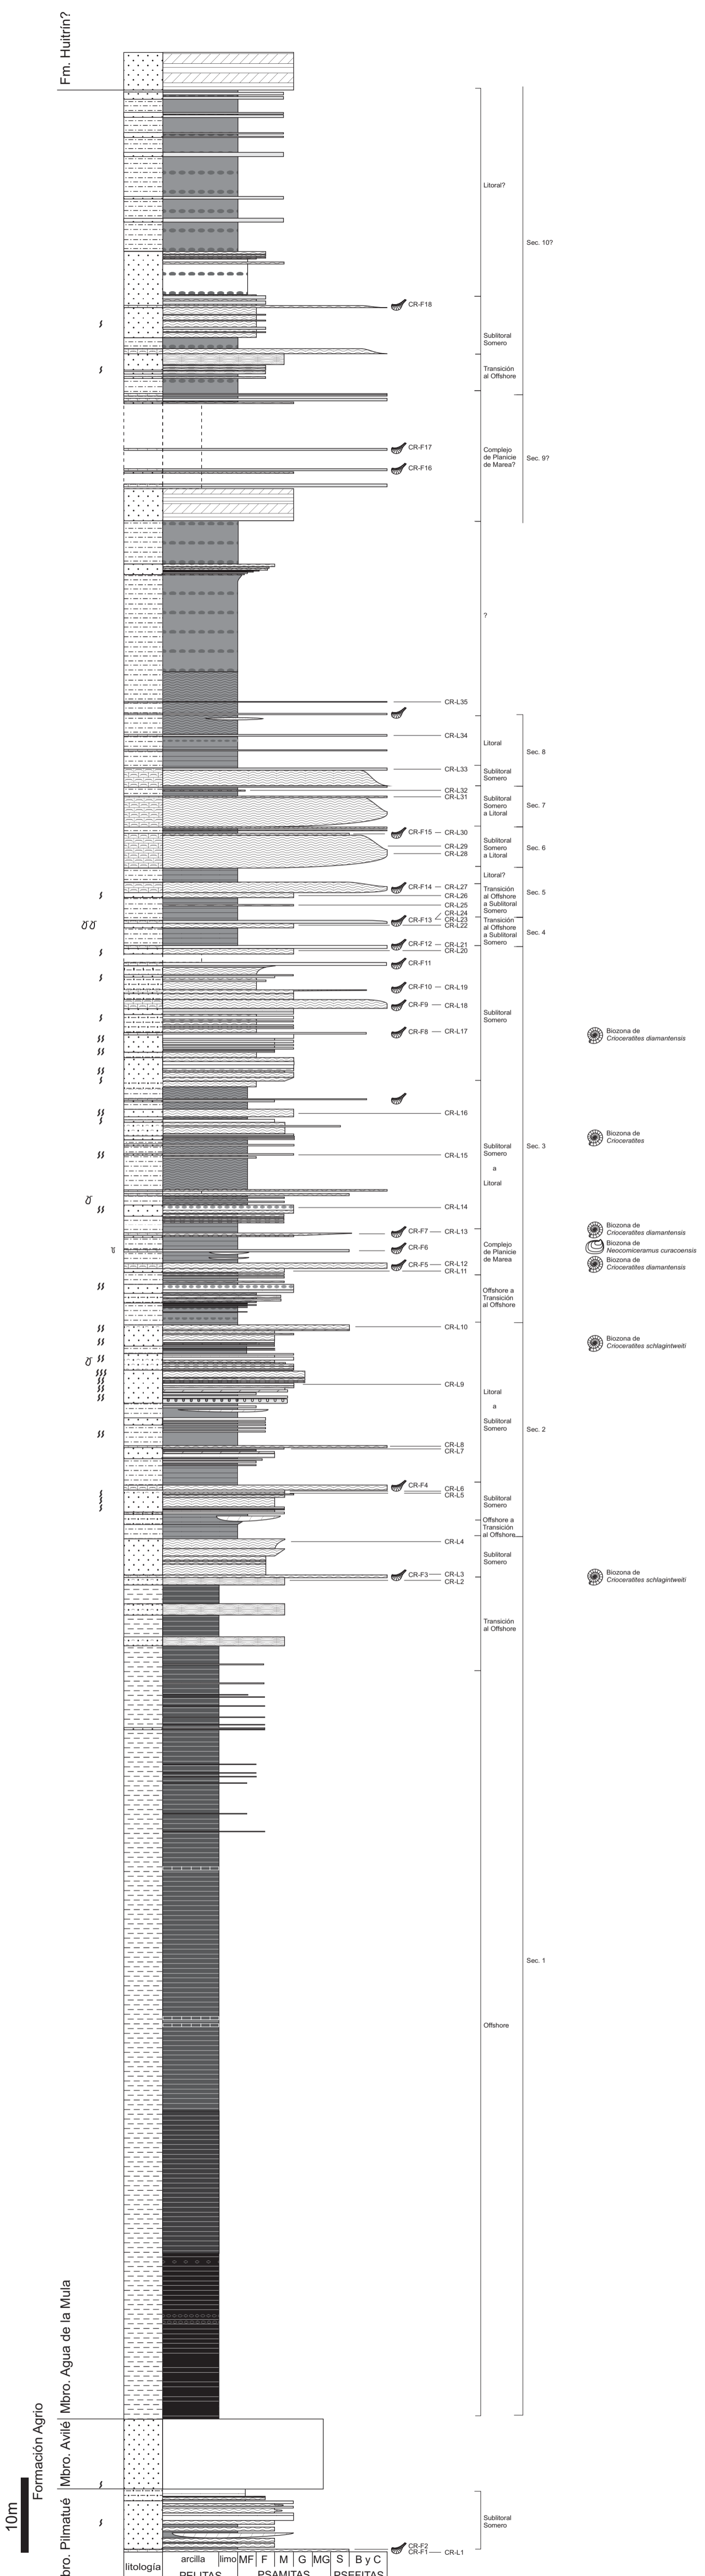 Fm. Huitrín?
Litoral?
Sec. 10?
CR-F18
Sublitoral
Somero
Transición
al Offshore
CR-F17
Complejo
de Planicie
de Marea?
Sec. 9?
CR-F16
?
CR-L35
CR-L34
Litoral
Sec. 8
CR-L33
Sublitoral
Somero
CR-L32
CR-L31
Sublitoral
Somero
a Litoral
Sec. 7
CR-F15
CR-L30
CR-L29
CR-L28
Sublitoral
Somero
a Litoral
Sec. 6
Litoral?
CR-F14
CR-L27
CR-L26
CR-L25
Transición
al Offshore
a Sublitoral
Somero
Sec. 5
CR-L24
CR-F13
CR-L23
CR-L22
Transición
al Offshore
a Sublitoral
Somero
Sec. 4
CR-F12
CR-L21
CR-L20
CR-F11
CR-F10
CR-L19
CR-F9
CR-L18
Sublitoral
Somero
CR-F8
CR-L17
Biozona de
Crioceratites diamantensis
CR-L16
Biozona de
Crioceratites
Sublitoral
Somero
a
Litoral
Sec. 3
CR-L15
CR-L14
CR-F7
CR-L13
Biozona de
Crioceratites diamantensis
CR-F6
Complejo
de Planicie
de Marea
Biozona de
Neocomiceramus curacoensis
CR-F5
CR-L12
CR-L11
Biozona de
Crioceratites diamantensis
Offshore a
Transición
al Offshore
CR-L10
Biozona de
Crioceratites schlagintweiti
CR-L9
Litoral
a
Sublitoral
Somero
Sec. 2
CR-L8
CR-L7
CR-F4
CR-L6
CR-L5
Sublitoral
Somero
Offshore a
Transición
al Offshore
CR-L4
Sublitoral
Somero
CR-F3
CR-L3
CR-L2
Biozona de
Crioceratites schlagintweiti
Transición
al Offshore
Sec. 1
Offshore
Mbro. Agua de la Mula
Formación Agrio
Mbro. Avilé
10m
bro. Pilmatué
Sublitoral
Somero
CR-F2
CR-F1
CR-L1
litología
arcilla limo MF F M G MG S B y C
PELITAS PSAMITAS PSEFITAS